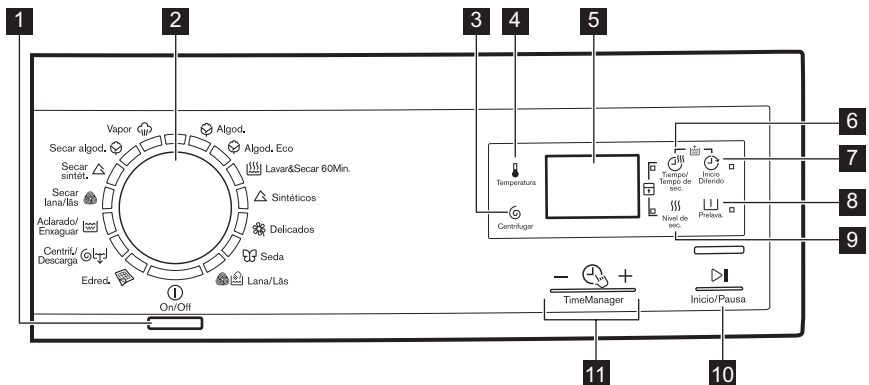 1
2
3
4
5
6
7
8
9
10
11
Vapor
Secar algod.
Secar
sintét.
Secar
lana/lãs
Aclarado/
Enxaguar
Centrif./
Descarga
Edred.
Algod.
Algod. Eco
Lavar&Secar 60Min.
Sintéticos
Delicados
Seda
Lana/Lãs
On/Off
Temperatura
Centrifugar
Tiempo/
Tempo de
sec.
Inicio
Diferido
Nivel de
sec.
Prelava.
TimeManager
Inicio/Pausa